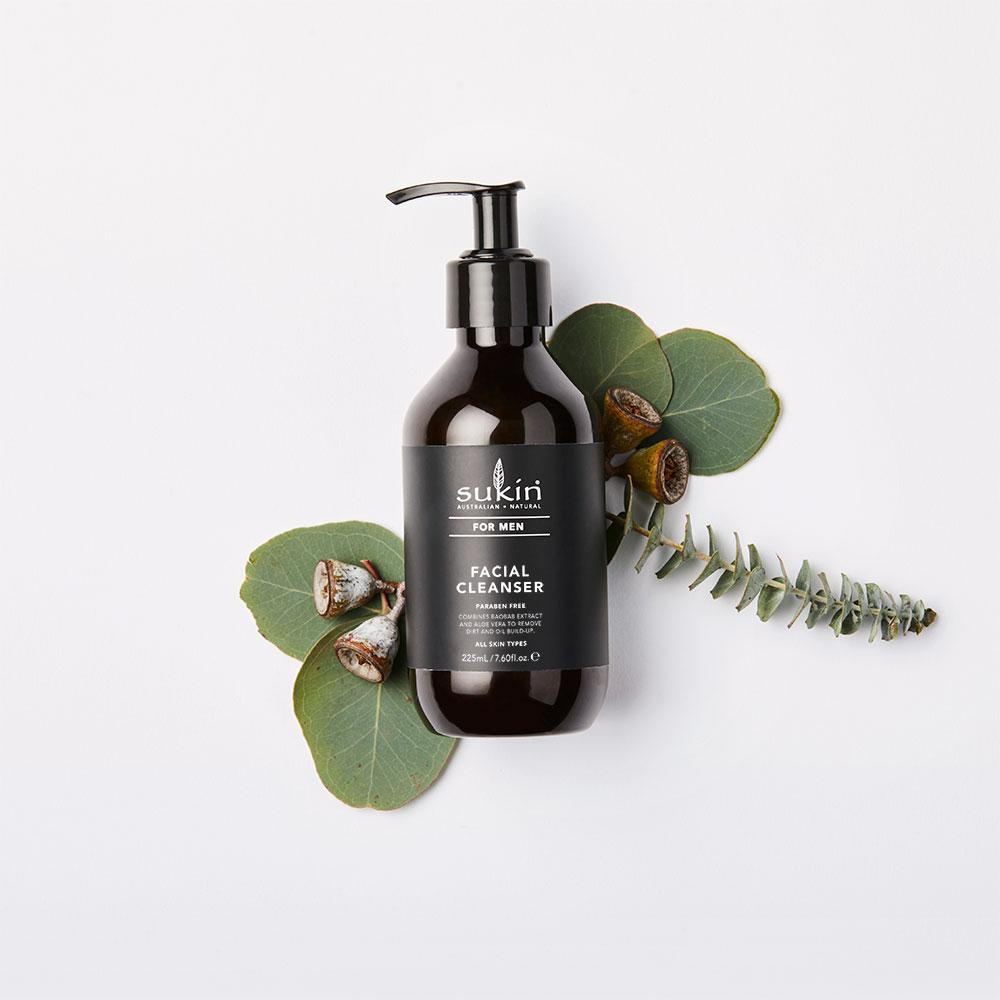 sukin
AUSTRALIAN • NATURAL
FOR MEN
FACIAL
CLEANSER
PARABEN FREE
COMBINES BAOBAB EXTRACT
AND ALOE VERA TO REMOVE
DIRT AND OIL BUILD-UP.
ALL SKIN TYPES
225mL / 7.60fl.oz. ℮